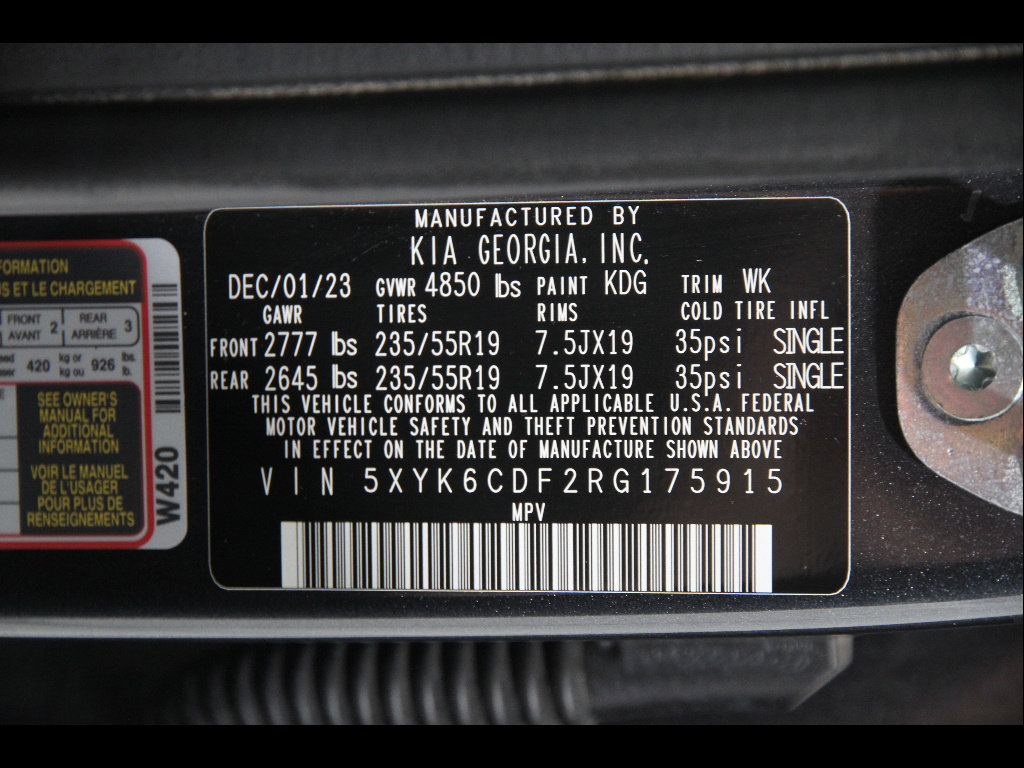 MANUFACTURED BY
KIA GEORGIA, INC.
DEC/01/23 GVWR 4850 lbs PAINT KDG TRIM WK
GAWR TIRES RIMS COLD TIRE INFL
FRONT 2777 lbs 235/55R19 7.5JX19 35psi SINGLE
REAR 2645 lbs 235/55R19 7.5JX19 35psi SINGLE
THIS VEHICLE CONFORMS TO ALL APPLICABLE U.S.A. FEDERAL
MOTOR VEHICLE SAFETY AND THEFT PREVENTION STANDARDS
IN EFFECT ON THE DATE OF MANUFACTURE SHOWN ABOVE
VIN 5XYK6CDF2RG175915
MPV
ET LE CHARGEMENT
FRONT
AVANT 2
REAR
ARRIÈRE 3
420 kg or
kg ou 926 lbs.
lb.
SEE OWNER'S
MANUAL FOR
ADDITIONAL
INFORMATION
VOIR LE MANUEL
DE L'USAGER
POUR PLUS DE
RENSEIGNEMENTS
W420